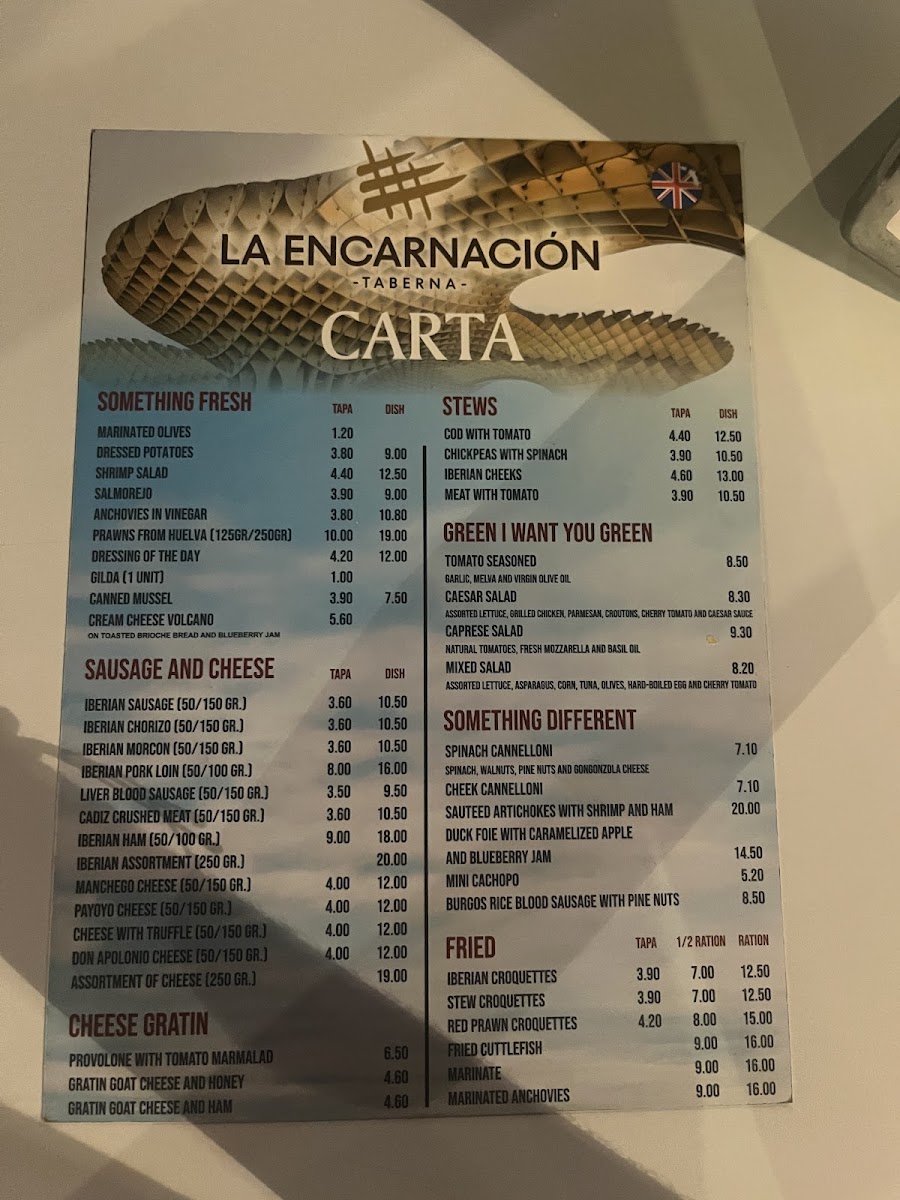 LA ENCARNACIÓN
-TABERNA-
CARTA
SOMETHING FRESH TAPA DISH
MARINATED OLIVES 1.20
DRESSED POTATOES 3.80 9.00
SHRIMP SALAD 4.40 12.50
SALMOREJO 3.90 9.00
ANCHOVIES IN VINEGAR 3.80 10.80
PRAWNS FROM HUELVA (125GR/250GR) 10.00 19.00
DRESSING OF THE DAY 4.20 12.00
GILDA (1 UNIT) 1.00
CANNED MUSSEL 3.90 7.50
CREAM CHEESE VOLCANO 5.60
ON TOASTED BRIOCHE BREAD AND BLUEBERRY JAM
SAUSAGE AND CHEESE TAPA DISH
IBERIAN SAUSAGE (50/150 GR.) 3.60 10.50
IBERIAN CHORIZO (50/150 GR.) 3.60 10.50
IBERIAN MORCON (50/150 GR.) 3.60 10.50
IBERIAN PORK LOIN (50/100 GR.) 8.00 16.00
LIVER BLOOD SAUSAGE (50/150 GR.) 3.50 9.50
CADIZ CRUSHED MEAT (50/150 GR.) 3.60 10.50
IBERIAN HAM (50/100 GR.) 9.00 18.00
IBERIAN ASSORTMENT (250 GR.) 20.00
MANCHEGO CHEESE (50/150 GR.) 4.00 12.00
PAYOYO CHEESE (50/150 GR.) 4.00 12.00
CHEESE WITH TRUFFLE (50/150 GR.) 4.00 12.00
DON APOLONIO CHEESE (50/150 GR.) 4.00 12.00
ASSORTMENT OF CHEESE (250 GR.) 19.00
CHEESE GRATIN
PROVOLONE WITH TOMATO MARMALAD 6.50
GRATIN GOAT CHEESE AND HONEY 4.60
GRATIN GOAT CHEESE AND HAM 4.60
STEWS TAPA DISH
COD WITH TOMATO 4.40 12.50
CHICKPEAS WITH SPINACH 3.90 10.50
IBERIAN CHEEKS 4.60 13.00
MEAT WITH TOMATO 3.90 10.50
GREEN I WANT YOU GREEN
TOMATO SEASONED 8.50
GARLIC, MELVA AND VIRGIN OLIVE OIL
CAESAR SALAD 8.30
ASSORTED LETTUCE, GRILLED CHICKEN, PARMESAN, CROUTONS, CHERRY TOMATO AND CAESAR SAUCE
CAPRESE SALAD 9.30
NATURAL TOMATOES, FRESH MOZZARELLA AND BASIL OIL
MIXED SALAD 8.20
ASSORTED LETTUCE, ASPARAGUS, CORN, TUNA, OLIVES, HARD-BOILED EGG AND CHERRY TOMATO
SOMETHING DIFFERENT
SPINACH CANNELLONI 7.10
SPINACH, WALNUTS, PINE NUTS AND GONGONZOLA CHEESE
CHEEK CANNELLONI 7.10
SAUTEED ARTICHOKES WITH SHRIMP AND HAM 20.00
DUCK FOIE WITH CARAMELIZED APPLE
AND BLUEBERRY JAM 14.50
MINI CACHOPO 5.20
BURGOS RICE BLOOD SAUSAGE WITH PINE NUTS 8.50
FRIED TAPA 1/2 RATION RATION
IBERIAN CROQUETTES 3.90 7.00 12.50
STEW CROQUETTES 3.90 7.00 12.50
RED PRAWN CROQUETTES 4.20 8.00 15.00
FRIED CUTTLEFISH 9.00 16.00
MARINATE 9.00 16.00
MARINATED ANCHOVIES 9.00 16.00